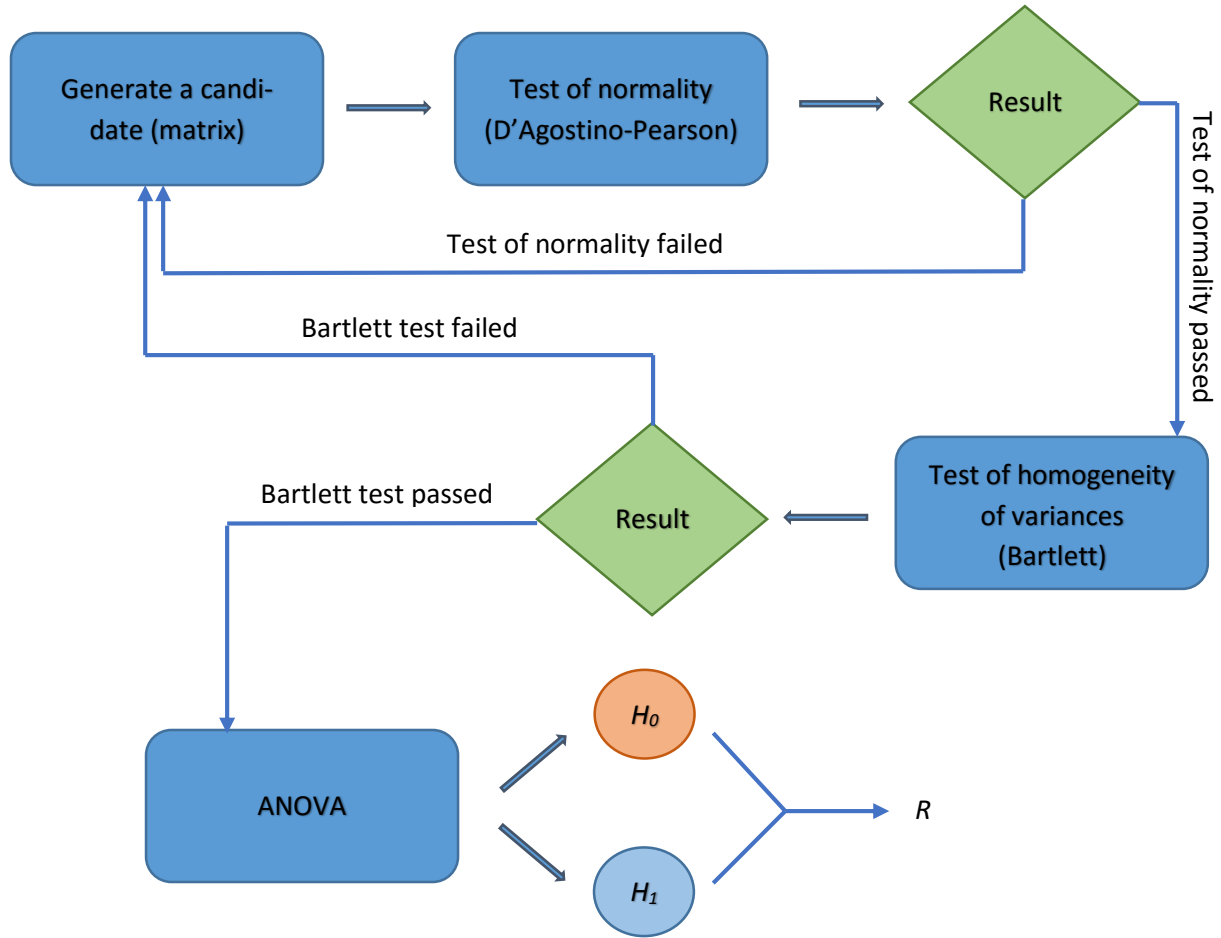 Generate a candi-
date (matrix)
Test of normality
(D’Agostino-Pearson)
Result
Test of normality passed
Test of normality failed
Bartlett test failed
Test of homogeneity
of variances
(Bartlett)
Result
Bartlett test passed
ANOVA
H0
H1
R